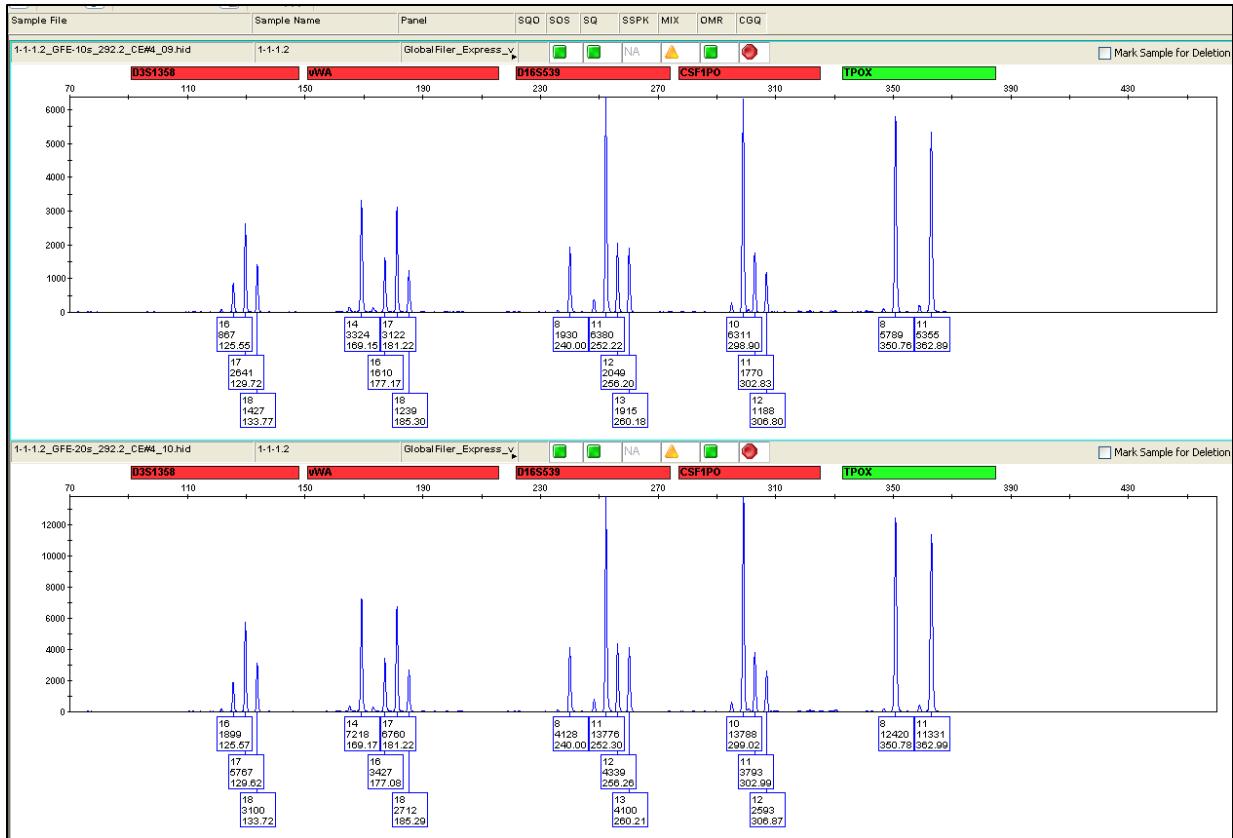 Sample File Sample Name Panel SQO SOS SQ SSPK MIX OMR CGQ
1-1-1.2_GFE-10s_292.2_CE#4_09.hid 1-1-1.2 GlobalFiler_Express_v NA Mark Sample for Deletion
D3S1358 vWA D16S539 CSF1PO TPOX
70 110 150 190 230 270 310 350 390 430
6000
5000
4000
3000
2000
1000
0
16 14 17 8 11 10 8 11
867 3324 3122 1930 6380 6311 5789 5355
125.55 169.15 181.22 240.00 252.22 298.90 350.76 362.89
17 16 12 11
2641 1610 2049 1770
129.72 177.17 256.20 302.83
18 18 13 12
1427 1239 1915 1188
133.77 185.30 260.18 306.80
1-1-1.2_GFE-20s_292.2_CE#4_10.hid 1-1-1.2 GlobalFiler_Express_v NA Mark Sample for Deletion
D3S1358 vWA D16S539 CSF1PO TPOX
70 110 150 190 230 270 310 350 390 430
12000
10000
8000
6000
4000
2000
0
16 14 17 8 11 10 8 11
1899 7218 6760 4128 13776 13788 12420 11331
125.57 169.17 181.22 240.00 252.30 299.02 350.78 362.99
17 16 12 11
5767 3427 4339 3793
129.62 177.08 256.26 302.99
18 18 13 12
3100 2712 4100 2593
133.72 185.29 260.21 306.87